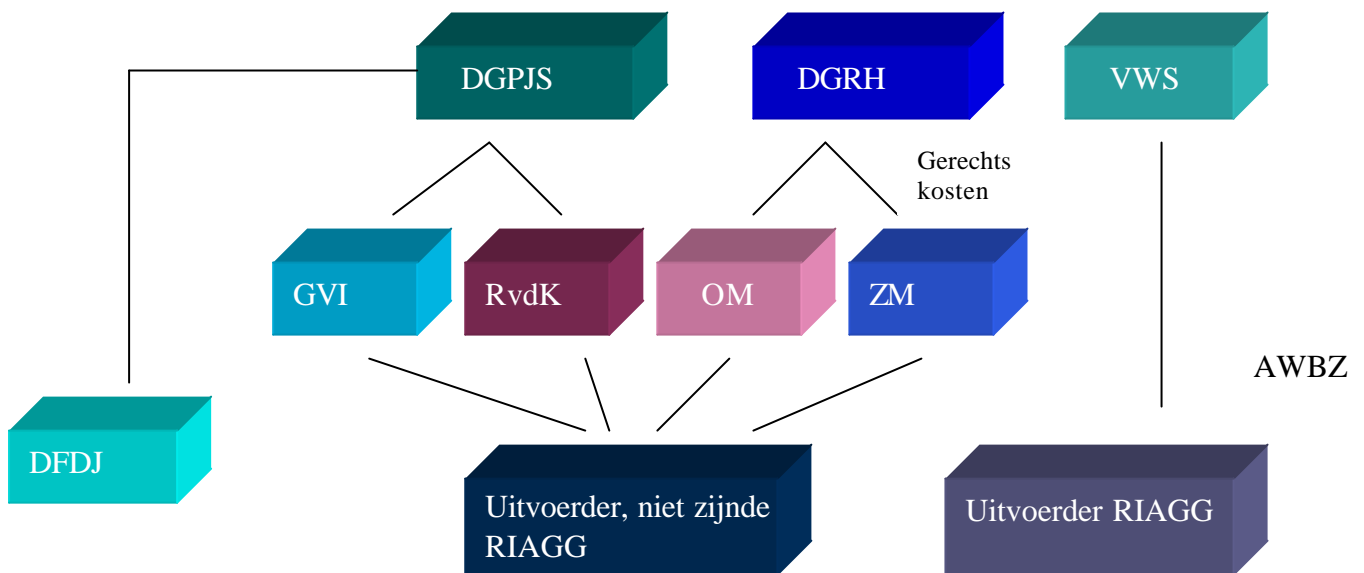 DGPJS
DGRH
VWS
Gerechts
kosten
GVI
RvdK
OM
ZM
AWBZ
DFDJ
Uitvoerder, niet zijnde
RIAGG
Uitvoerder RIAGG